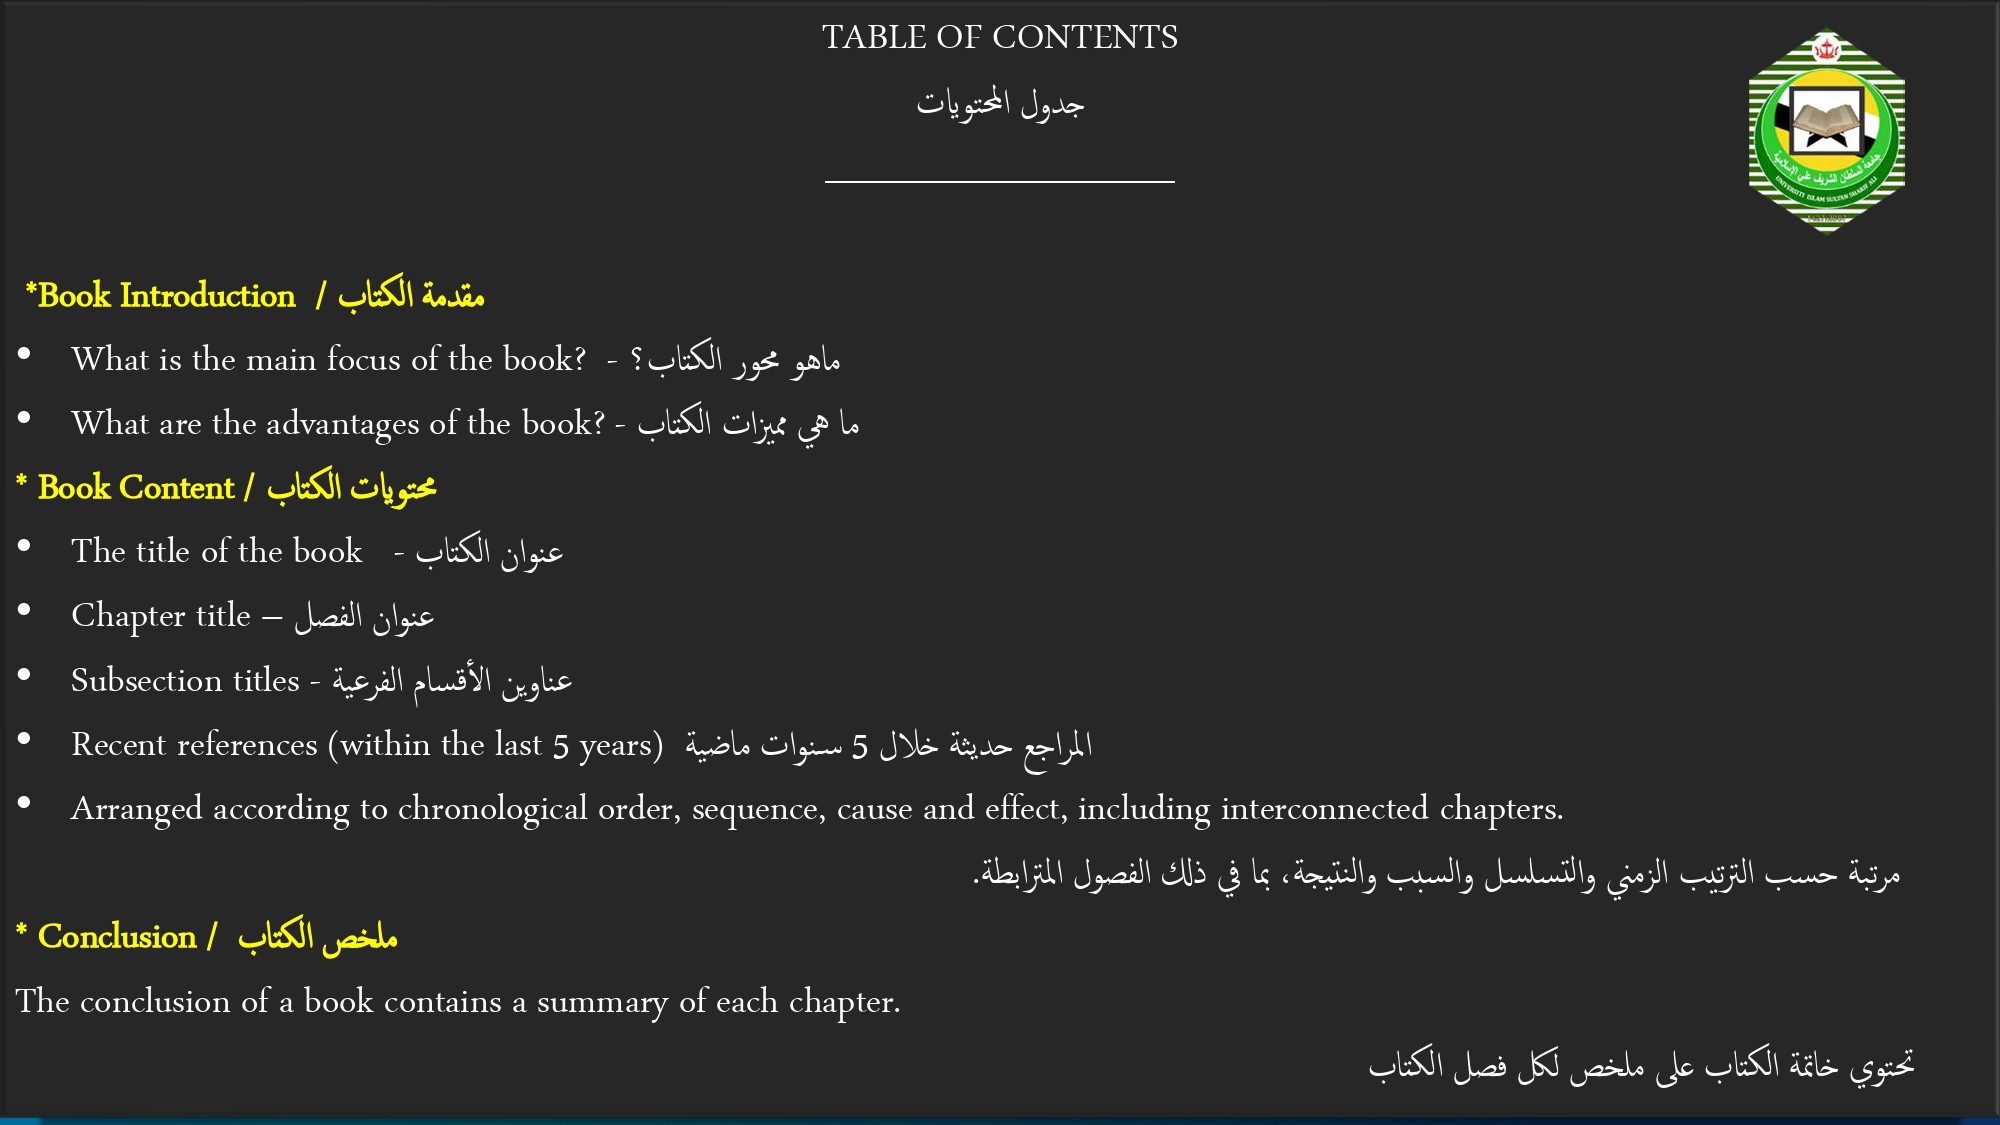 TABLE OF CONTENTS
جدول المحتويات
جامعة السلطان الشريف علي الإسلامية
UNIVERSITI ISLAM SULTAN SHARIF ALI
*Book Introduction / مقدمة الكتاب
• What is the main focus of the book? - ماهو محور الكتاب؟
• What are the advantages of the book? - ما هي مميزات الكتاب
* Book Content / محتويات الكتاب
• The title of the book - عنوان الكتاب
• Chapter title – عنوان الفصل
• Subsection titles - عناوين الأقسام الفرعية
• Recent references (within the last 5 years) المراجع حديثة خلال 5 سنوات ماضية
• Arranged according to chronological order, sequence, cause and effect, including interconnected chapters.
مرتبة حسب الترتيب الزمني والتسلسل والسبب والنتيجة، بما في ذلك الفصول المترابطة.
* Conclusion / ملخص الكتاب
The conclusion of a book contains a summary of each chapter.
تحتوي خاتمة الكتاب على ملخص لكل فصل الكتاب